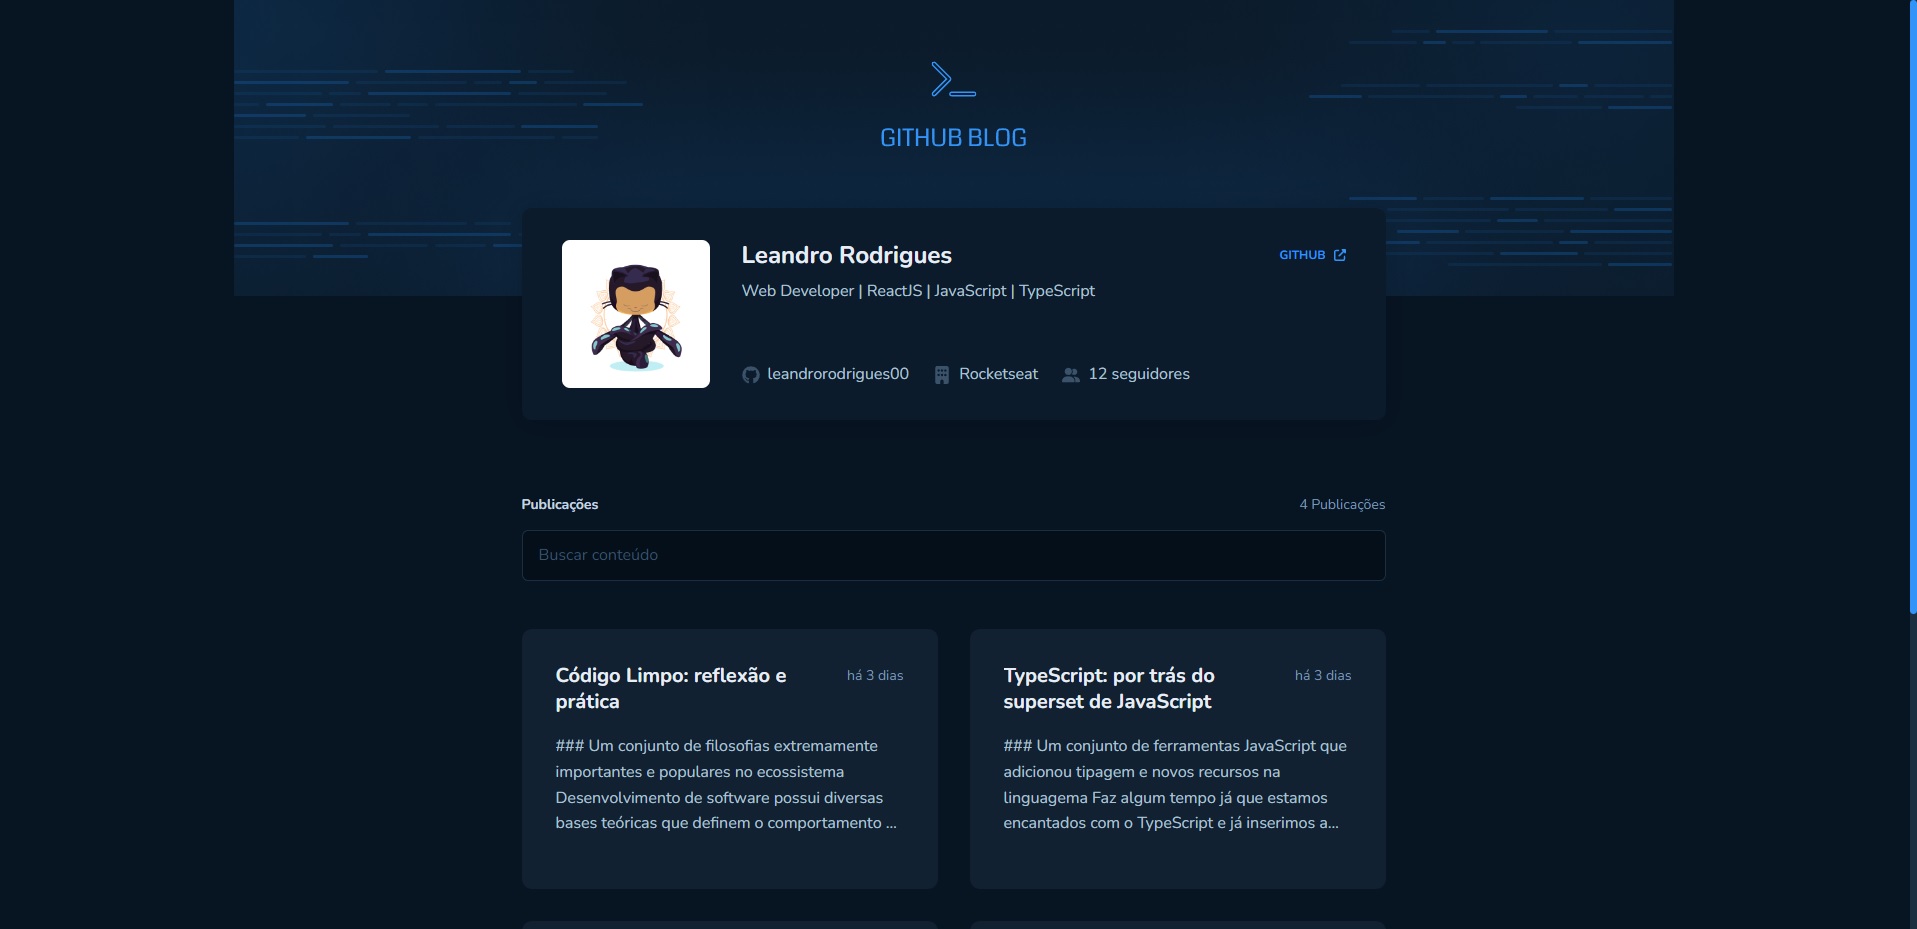 GITHUB BLOG
Leandro Rodrigues
GITHUB
Web Developer | ReactJS | JavaScript | TypeScript
leandrorodrigues00 Rocketseat 12 seguidores
Publicações
4 Publicações
Buscar conteúdo
Código Limpo: reflexão e
prática
há 3 dias
### Um conjunto de filosofias extremamente
importantes e populares no ecossistema
Desenvolvimento de software possui diversas
bases teóricas que definem o comportamento ...
TypeScript: por trás do
superset de JavaScript
há 3 dias
### Um conjunto de ferramentas JavaScript que
adicionou tipagem e novos recursos na
linguagema Faz algum tempo já que estamos
encantados com o TypeScript e já inserimos a...